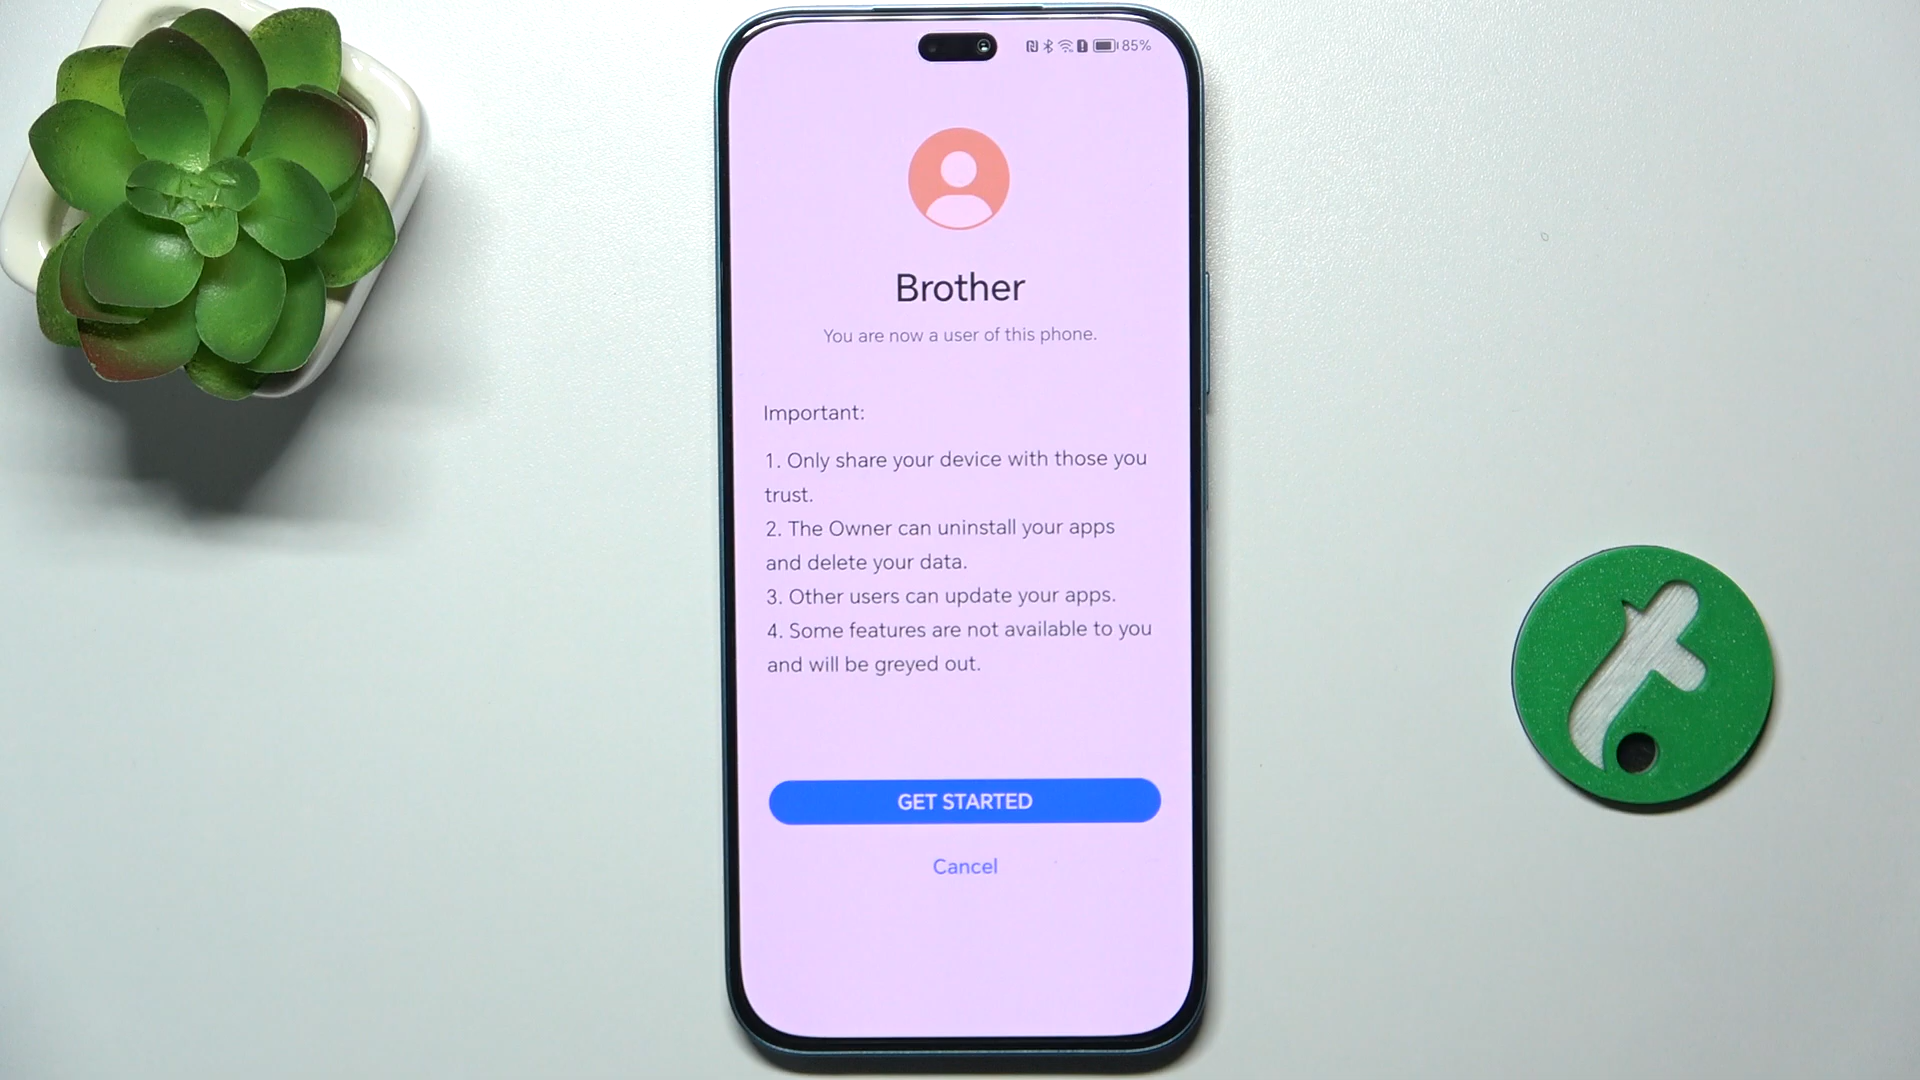 85%
Brother
You are now a user of this phone.
Important:
1. Only share your device with those you
trust.
2. The Owner can uninstall your apps
and delete your data.
3. Other users can update your apps.
4. Some features are not available to you
and will be greyed out.
GET STARTED
Cancel